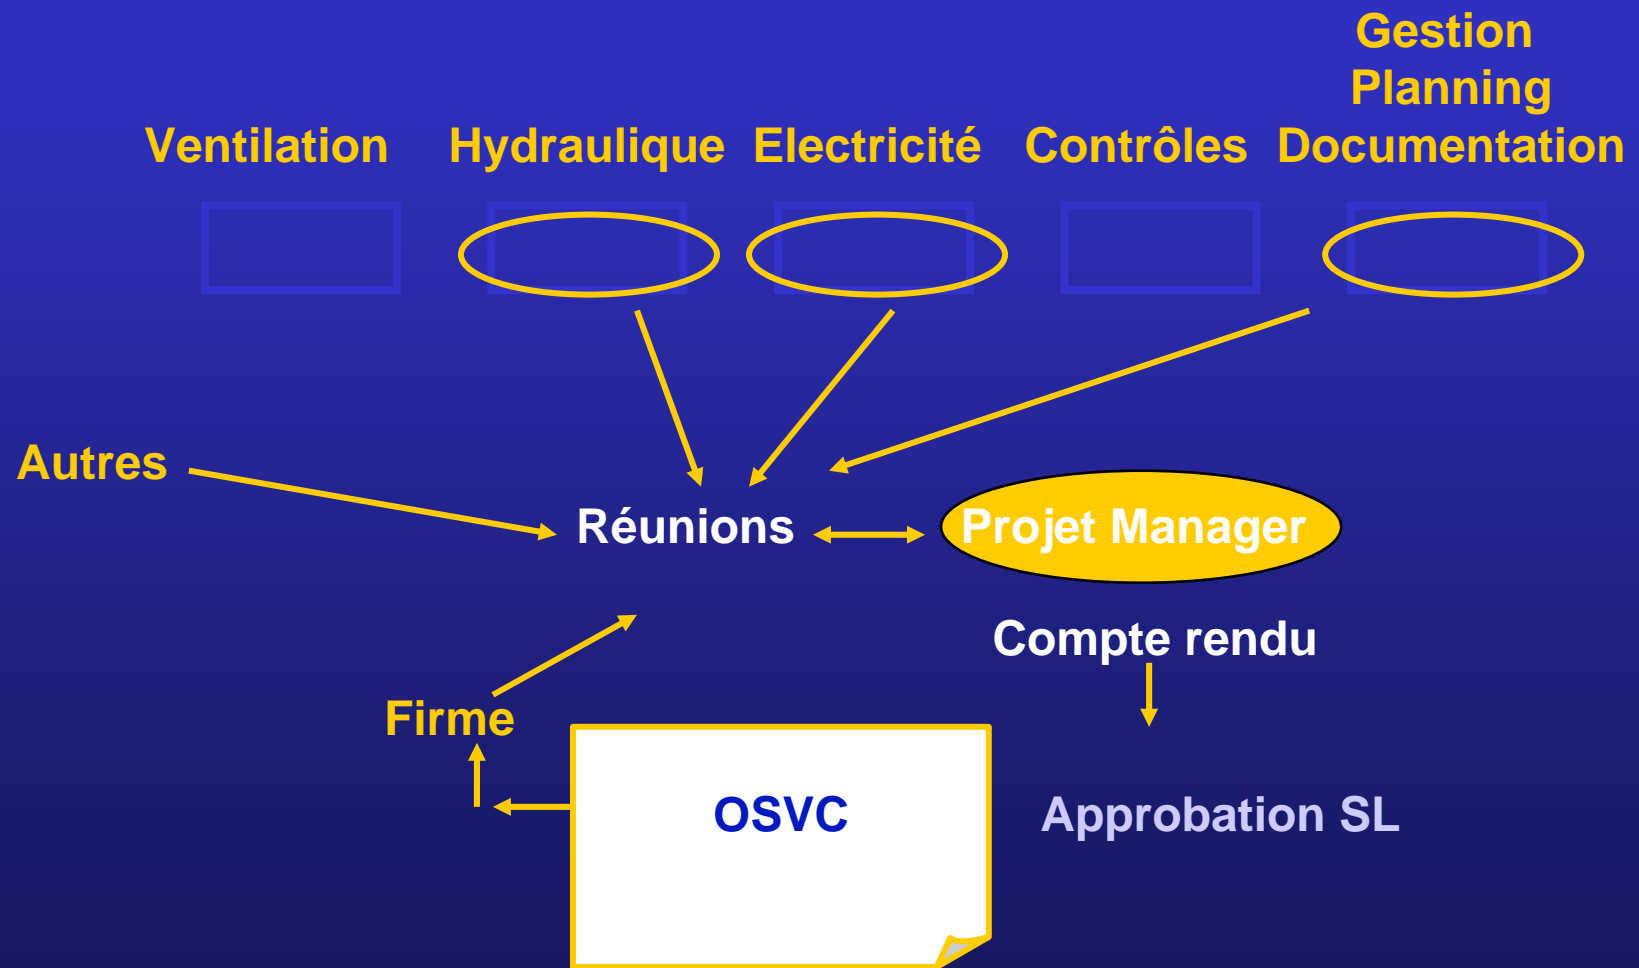 Gestion
Planning
Ventilation Hydraulique Electricité Contrôles Documentation
Autres
Réunions Projet Manager
Compte rendu
Firme
OSVC Approbation SL